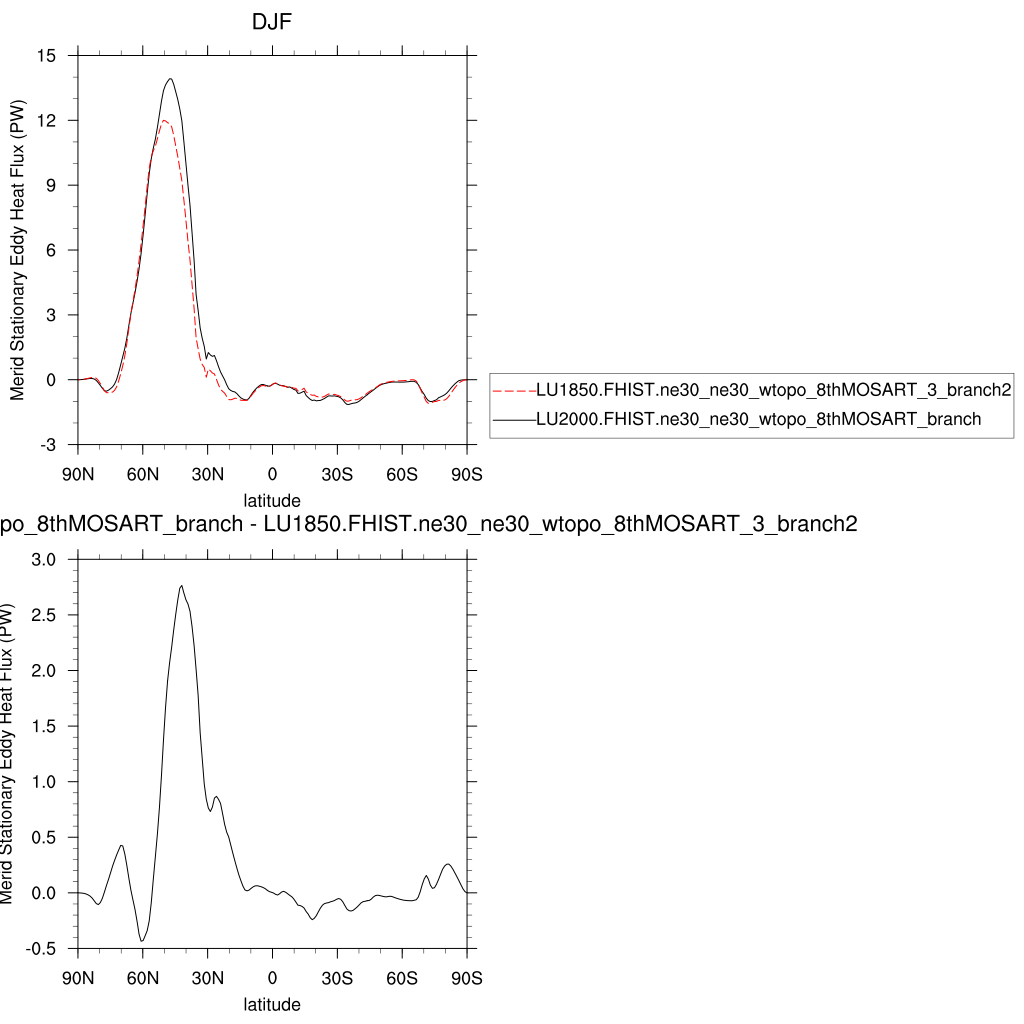 DJF
Merid Stationary Eddy Heat Flux (PW)
15
12
9
6
3
0
-3
90N 60N 30N 0 30S 60S 90S
latitude
LU1850.FHIST.ne30_ne30_wtopo_8thMOSART_3_branch2
LU2000.FHIST.ne30_ne30_wtopo_8thMOSART_branch
po_8thMOSART_branch - LU1850.FHIST.ne30_ne30_wtopo_8thMOSART_3_branch2
Merid Stationary Eddy Heat Flux (PW)
3.0
2.5
2.0
1.5
1.0
0.5
0.0
-0.5
90N 60N 30N 0 30S 60S 90S
latitude